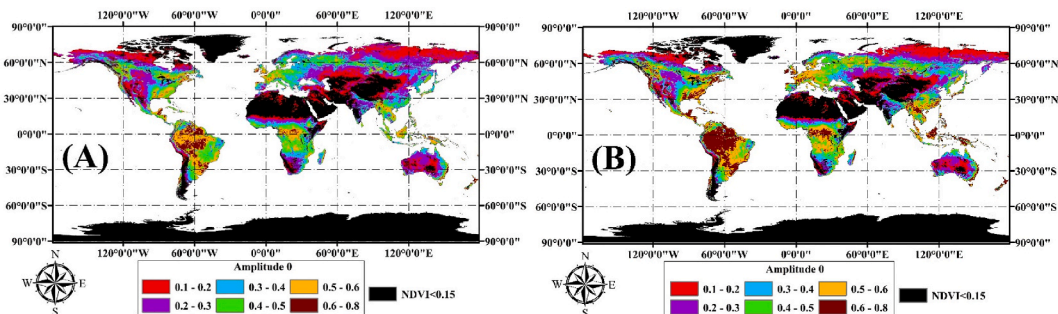 120°0'0"W 60°0'0"W 0°0'0" 60°0'0"E 120°0'0"E
90°0'0"N 90°0'0"N
60°0'0"N 60°0'0"N
30°0'0"N 30°0'0"N
0°0'0" 0°0'0"
(A)
30°0'0"S 30°0'0"S
60°0'0"S 60°0'0"S
90°0'0"S 90°0'0"S
120°0'0"W 60°0'0"W 0°0'0" 60°0'0"E 120°0'0"E
N
W E
S
Amplitude 0
0.1 - 0.2 0.3 - 0.4 0.5 - 0.6
NDVI<0.15
0.2 - 0.3 0.4 - 0.5 0.6 - 0.8
120°0'0"W 60°0'0"W 0°0'0" 60°0'0"E 120°0'0"E
90°0'0"N 90°0'0"N
60°0'0"N 60°0'0"N
30°0'0"N 30°0'0"N
0°0'0" 0°0'0"
(B)
30°0'0"S 30°0'0"S
60°0'0"S 60°0'0"S
90°0'0"S 90°0'0"S
120°0'0"W 60°0'0"W 0°0'0" 60°0'0"E 120°0'0"E
N
W E
S
Amplitude 0
0.1 - 0.2 0.3 - 0.4 0.5 - 0.6
NDVI<0.15
0.2 - 0.3 0.4 - 0.5 0.6 - 0.8